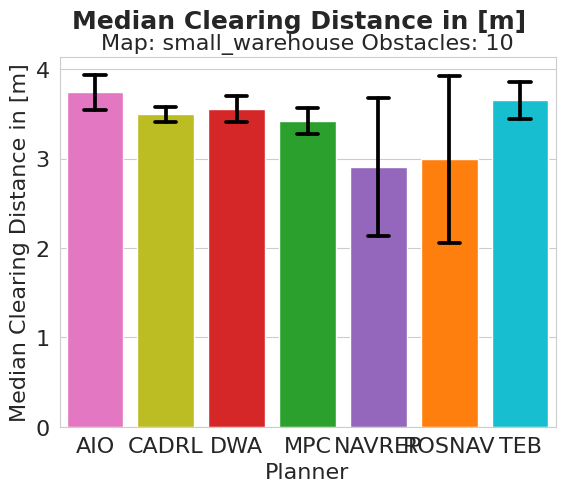 Median Clearing Distance in [m]
Map: small_warehouse Obstacles: 10
Median Clearing Distance in [m]
4
3
2
1
0
AIO CADRL DWA MPC NAVREP ROSNAV TEB
Planner